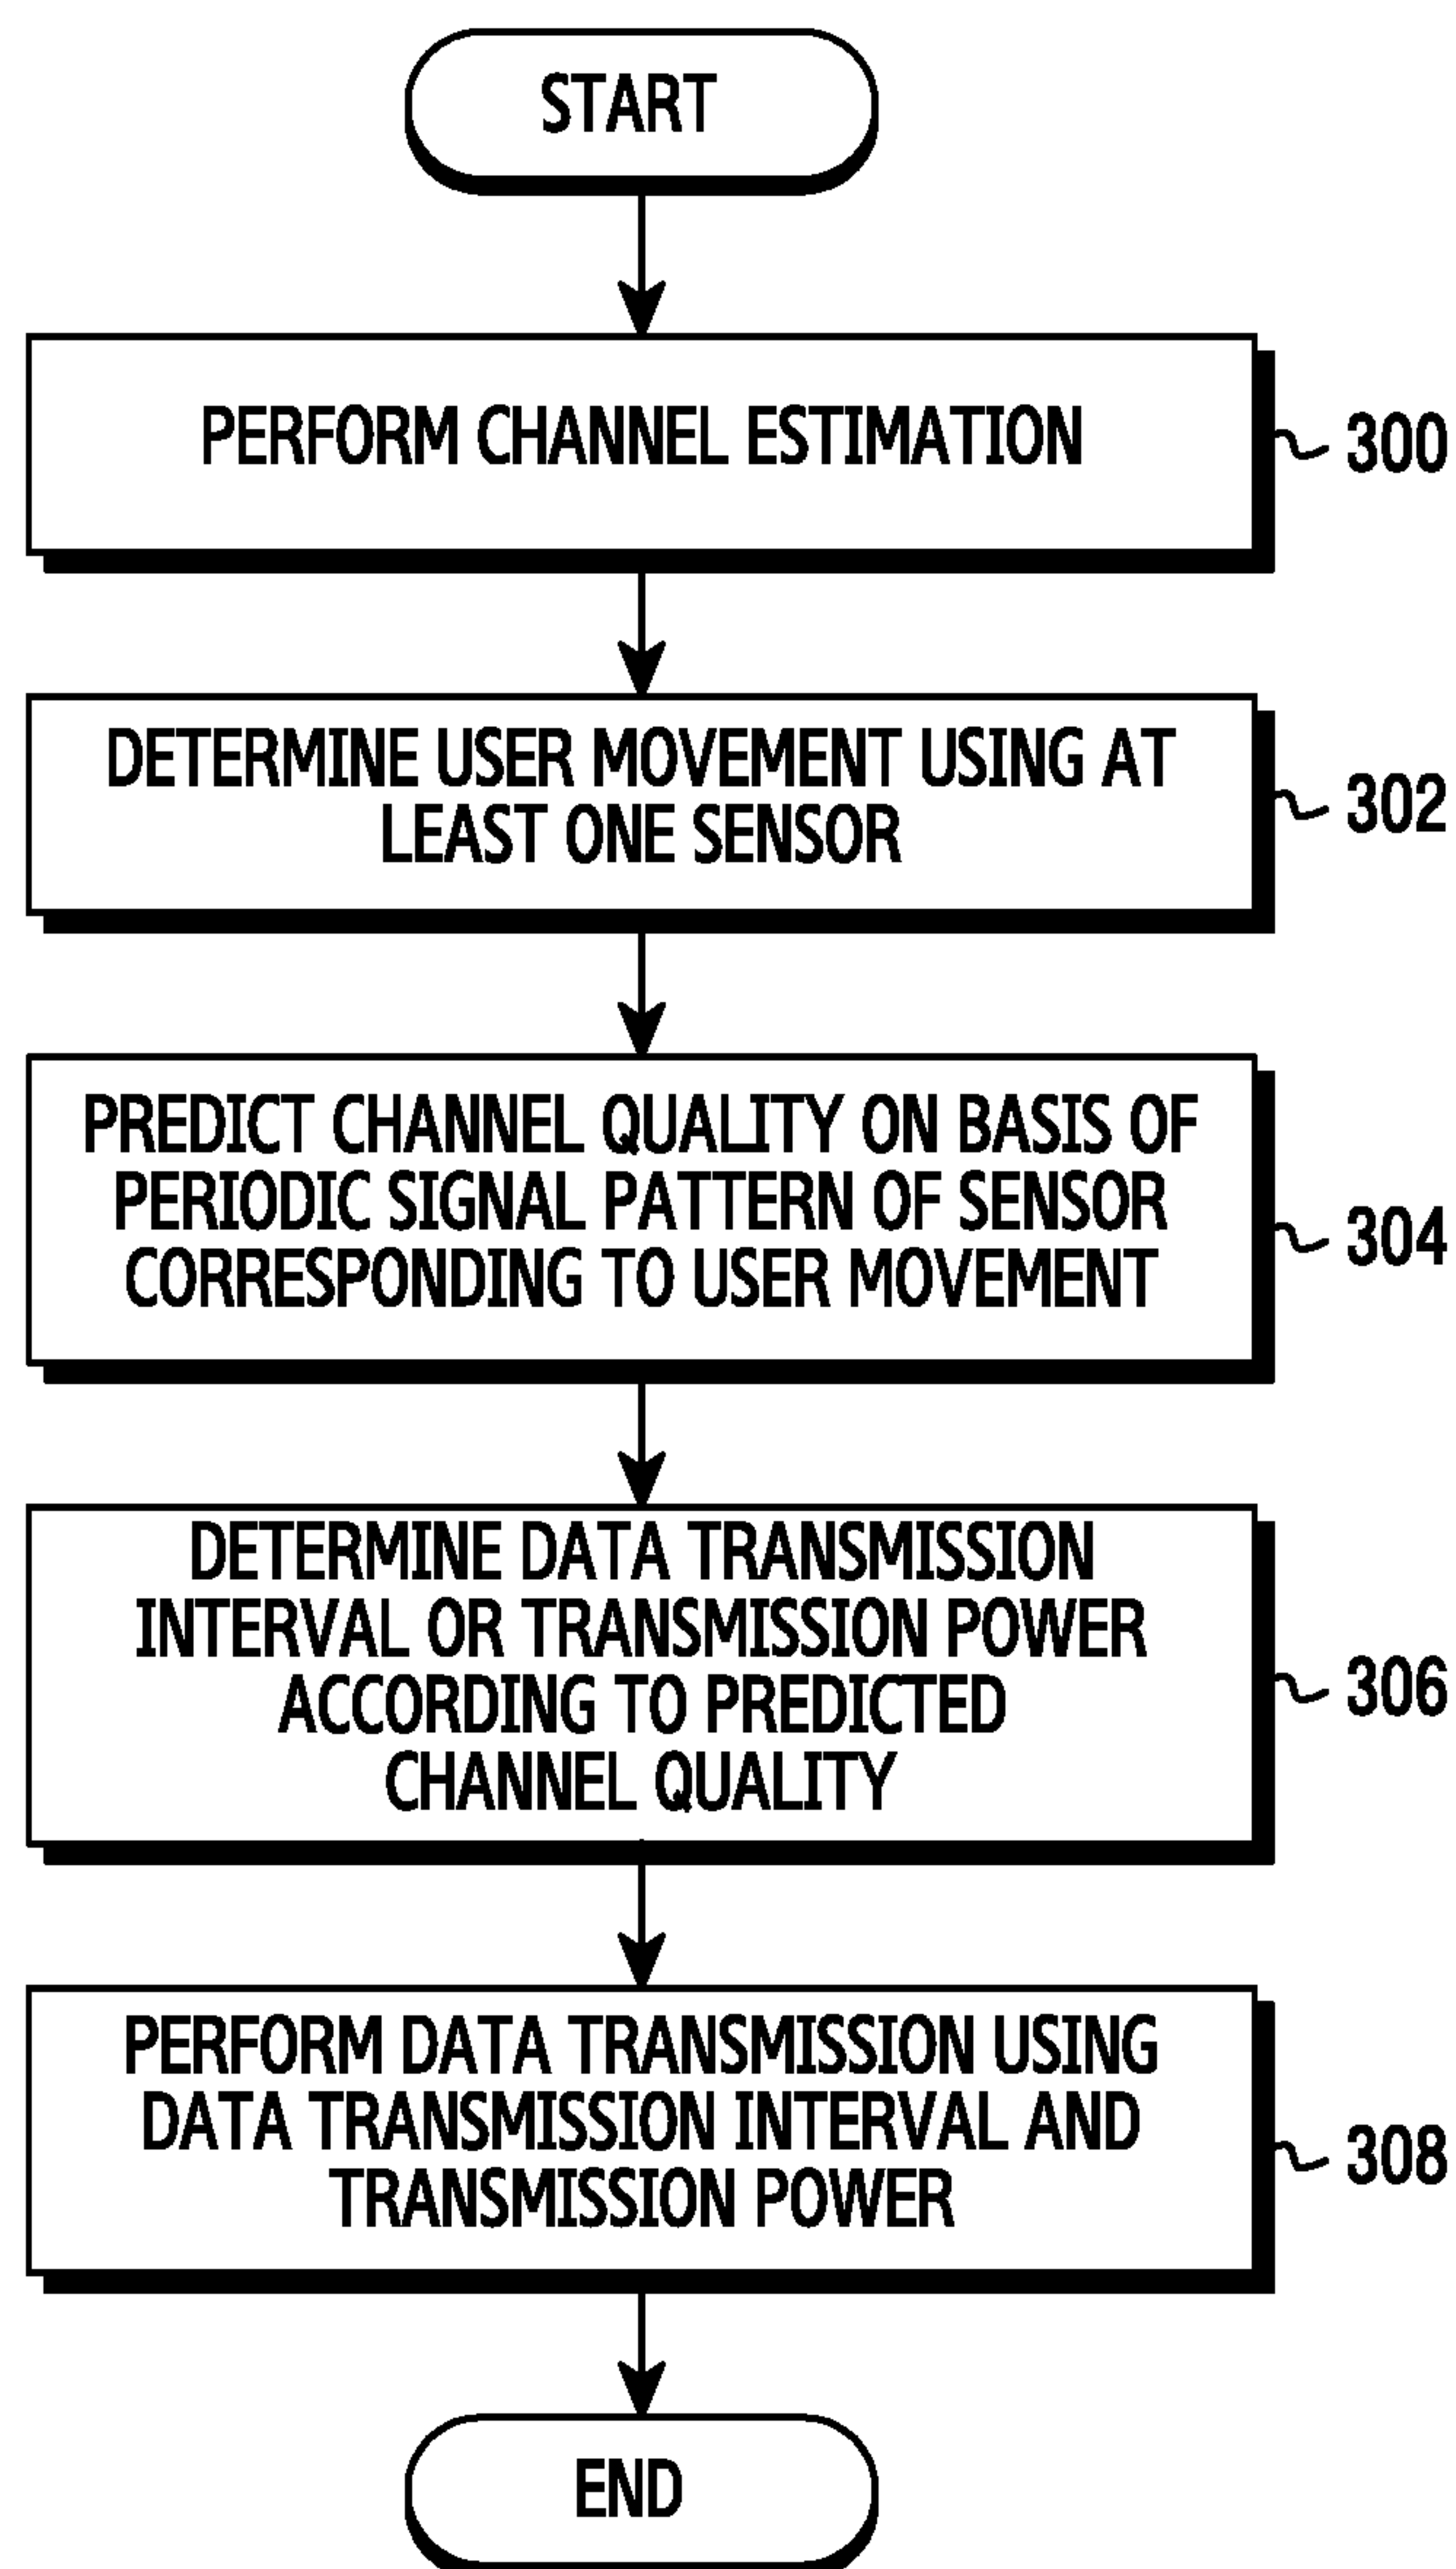 START
PERFORM CHANNEL ESTIMATION
300
DETERMINE USER MOVEMENT USING AT
LEAST ONE SENSOR
302
PREDICT CHANNEL QUALITY ON BASIS OF
PERIODIC SIGNAL PATTERN OF SENSOR
CORRESPONDING TO USER MOVEMENT
304
DETERMINE DATA TRANSMISSION
INTERVAL OR TRANSMISSION POWER
ACCORDING TO PREDICTED
CHANNEL QUALITY
306
PERFORM DATA TRANSMISSION USING
DATA TRANSMISSION INTERVAL AND
TRANSMISSION POWER
308
END